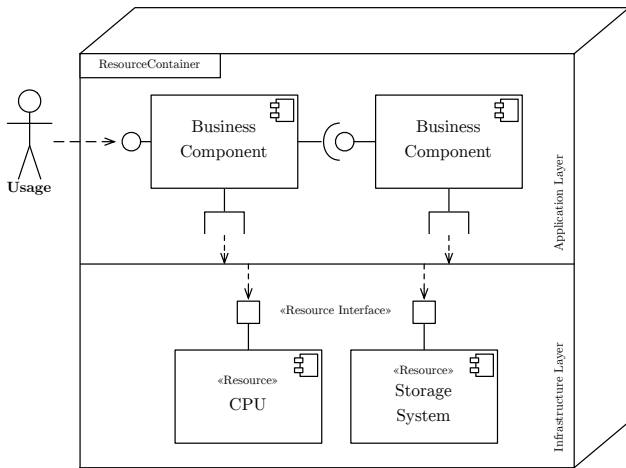 ResourceContainer
Business
Component
Business
Component
Usage
Application Layer
«Resource Interface»
«Resource»
CPU
«Resource»
Storage
System
Infrastructure Layer